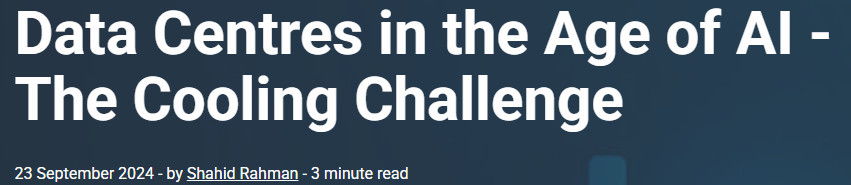 Data Centres in the Age of AI -
The Cooling Challenge
23 September 2024 - by Shahid Rahman - 3 minute read